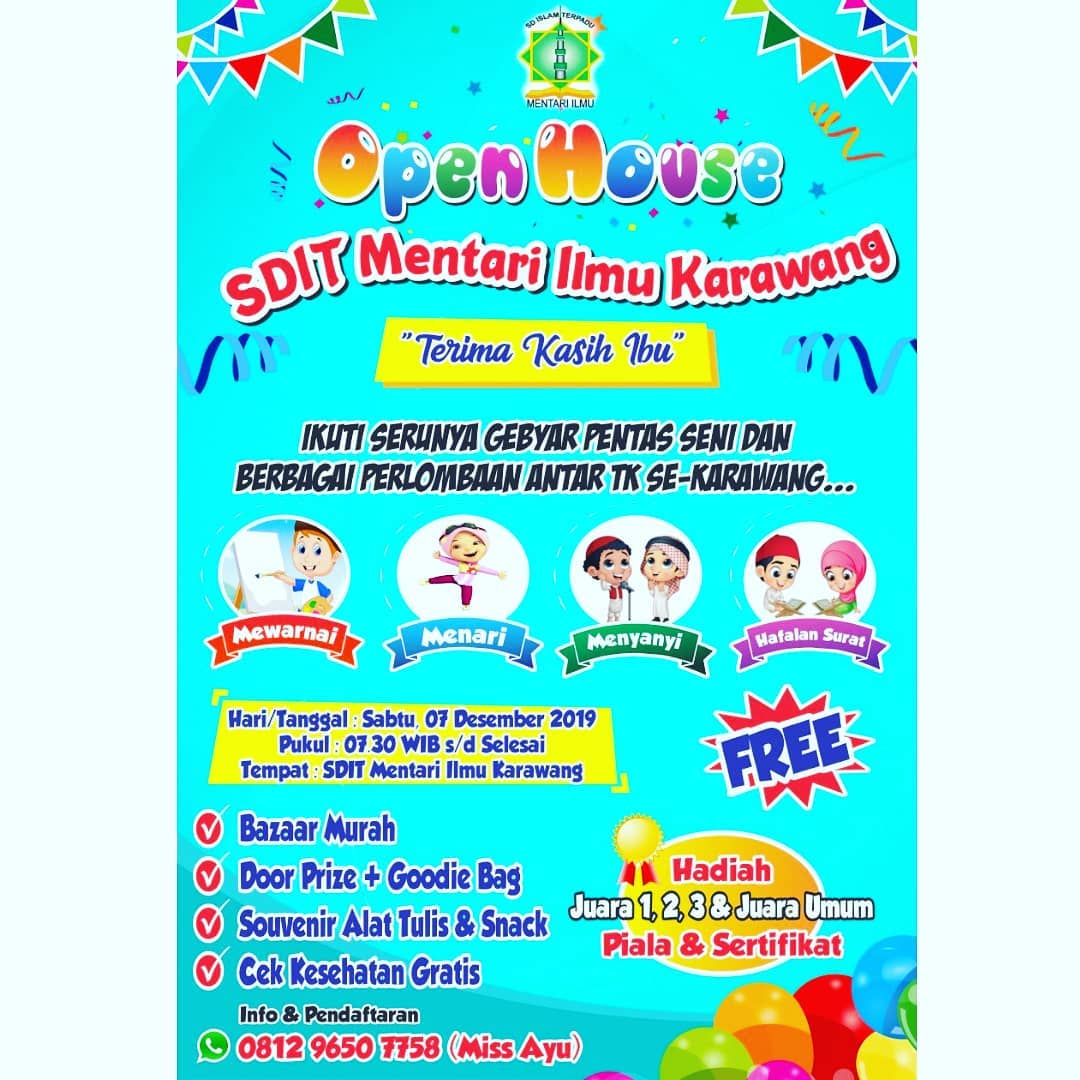 SD ISLAM TERPADU
MENTARI ILMU
Open House
SDIT Mentari Ilmu Karawang
"Terima Kasih Ibu"
IKUTI SERUNYA GEBYAR PENTAS SENI DAN
BERBAGAI PERLOMBAAN ANTAR TK SE-KARAWANG...
Mewarnai
Menari
Menyanyi
Hafalan Surat
Hari/Tanggal : Sabtu, 07 Desember 2019
Pukul : 07.30 WIB s/d Selesai
Tempat : SDIT Mentari Ilmu Karawang
FREE
Bazaar Murah
Door Prize + Goodie Bag
Souvenir Alat Tulis & Snack
Cek Kesehatan Gratis
Hadiah
Juara 1, 2, 3 & Juara Umum
Piala & Sertifikat
Info & Pendaftaran
0812 9650 7758 (Miss Ayu)